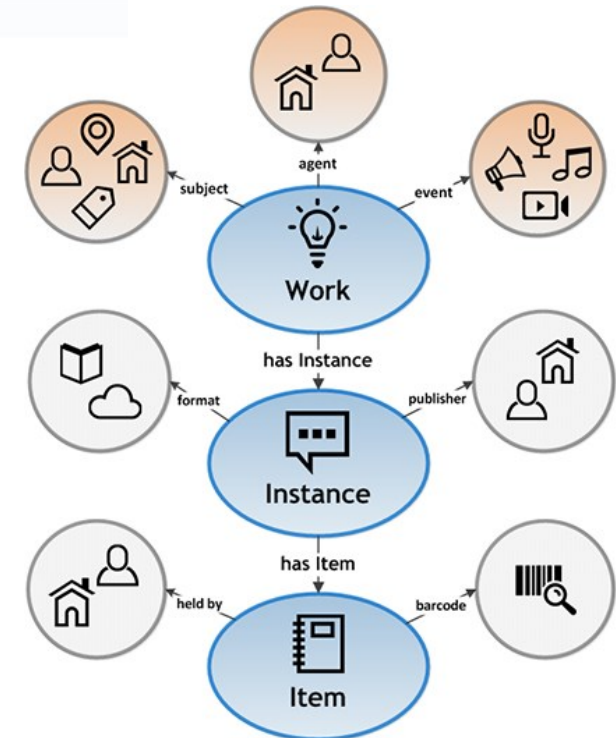 agent
subject
event
Work
has Instance
format
publisher
Instance
has Item
held by
barcode
Item